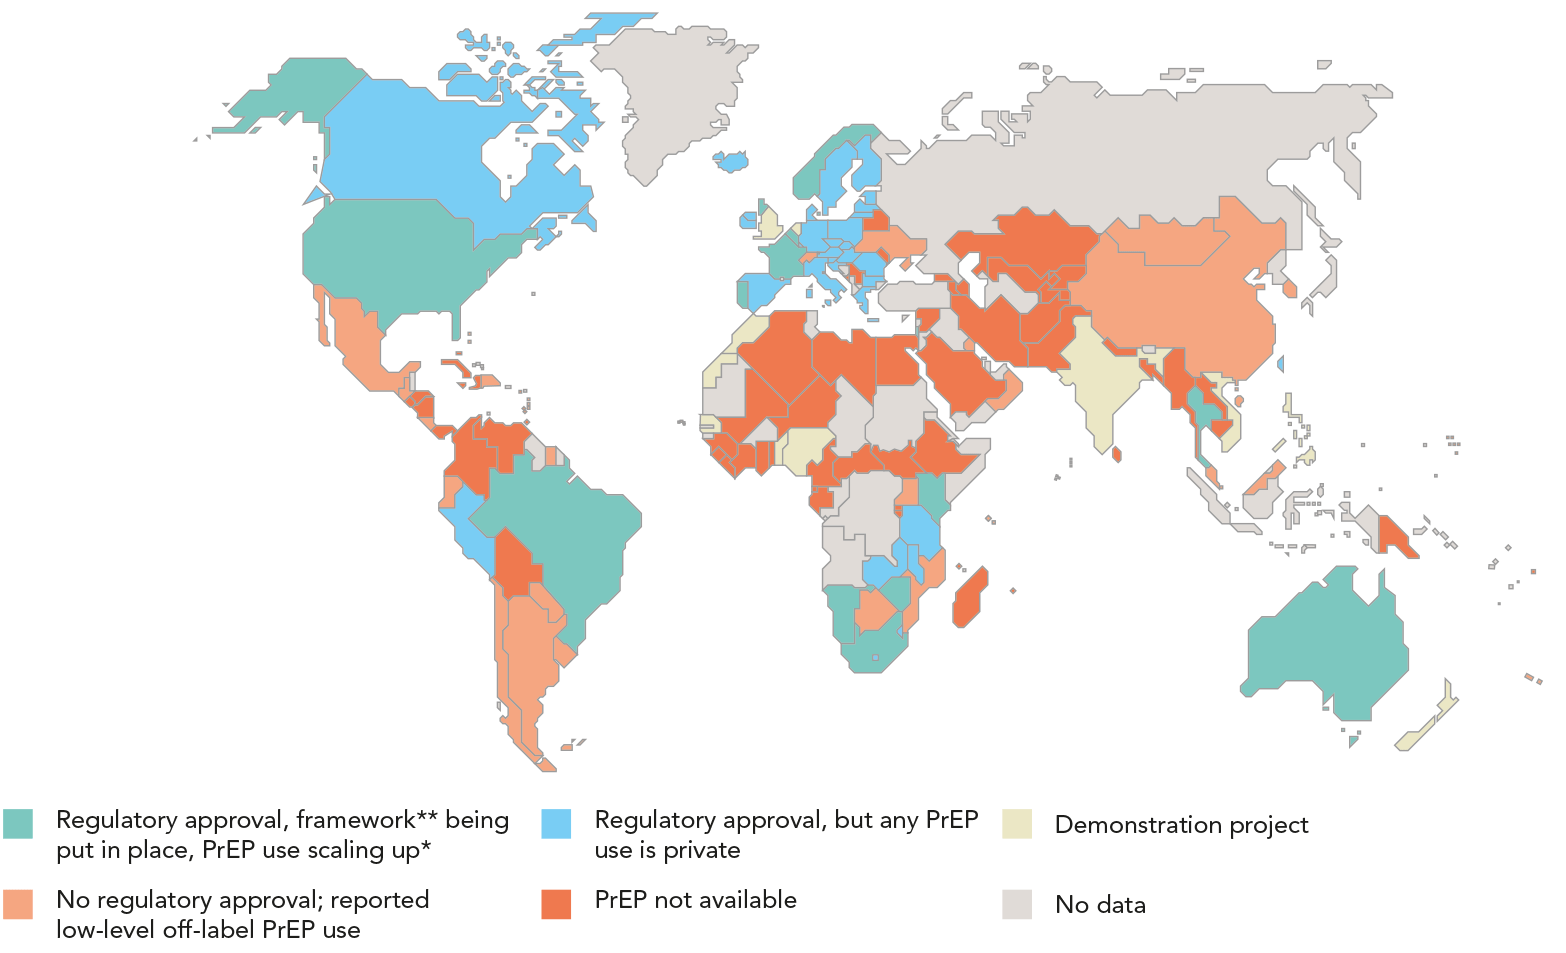 Regulatory approval, framework** being
put in place, PrEP use scaling up*
Regulatory approval, but any PrEP
use is private
Demonstration project
No regulatory approval; reported
low-level off-label PrEP use
PrEP not available
No data